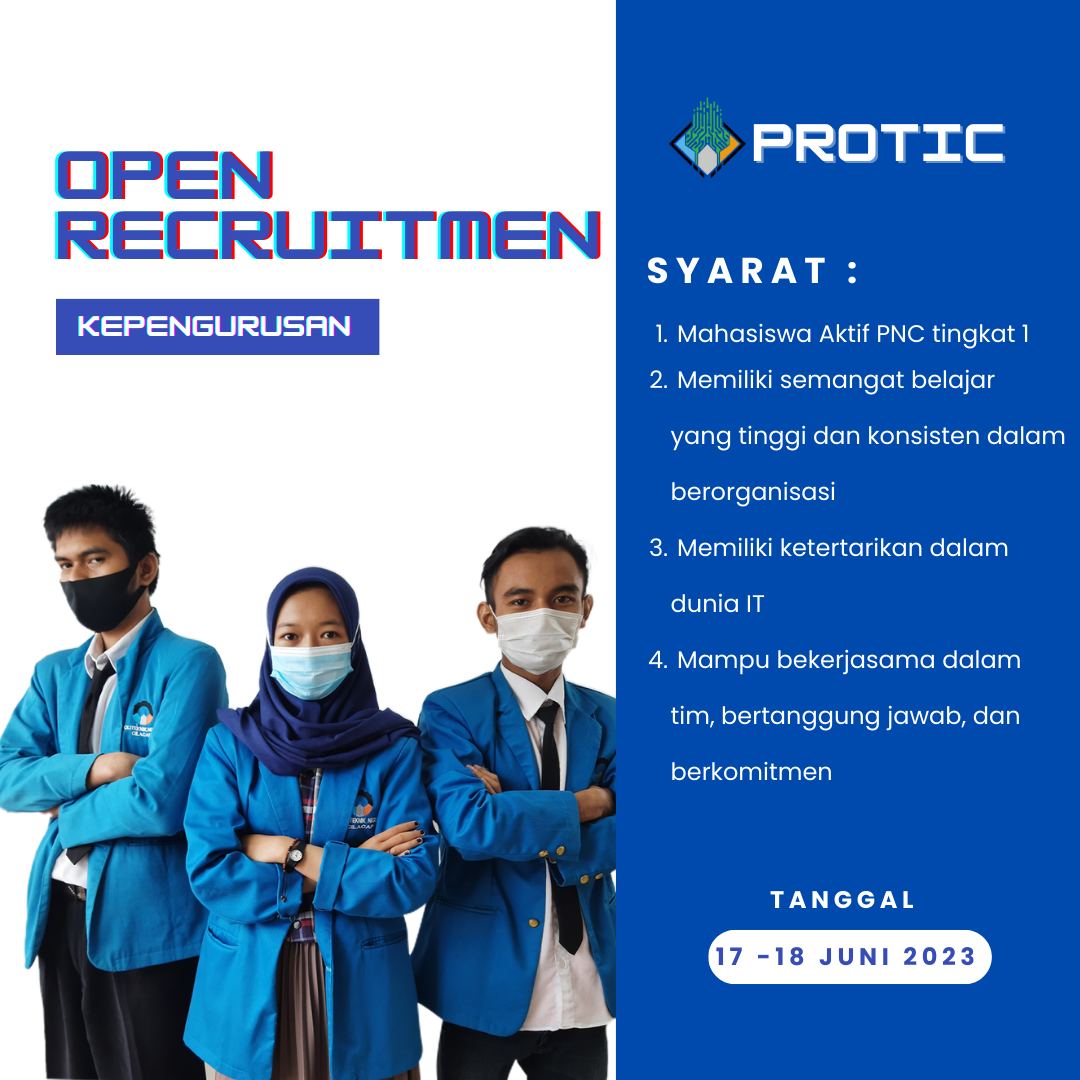 OPEN
RECRUITMEN
KEPENGURUSAN
PROTIC
SYARAT :
1. Mahasiswa Aktif PNC tingkat 1
2. Memiliki semangat belajar
yang tinggi dan konsisten dalam
berorganisasi
3. Memiliki ketertarikan dalam
dunia IT
4. Mampu bekerjasama dalam
tim, bertanggung jawab, dan
berkomitmen
TANGGAL
17 -18 JUNI 2023